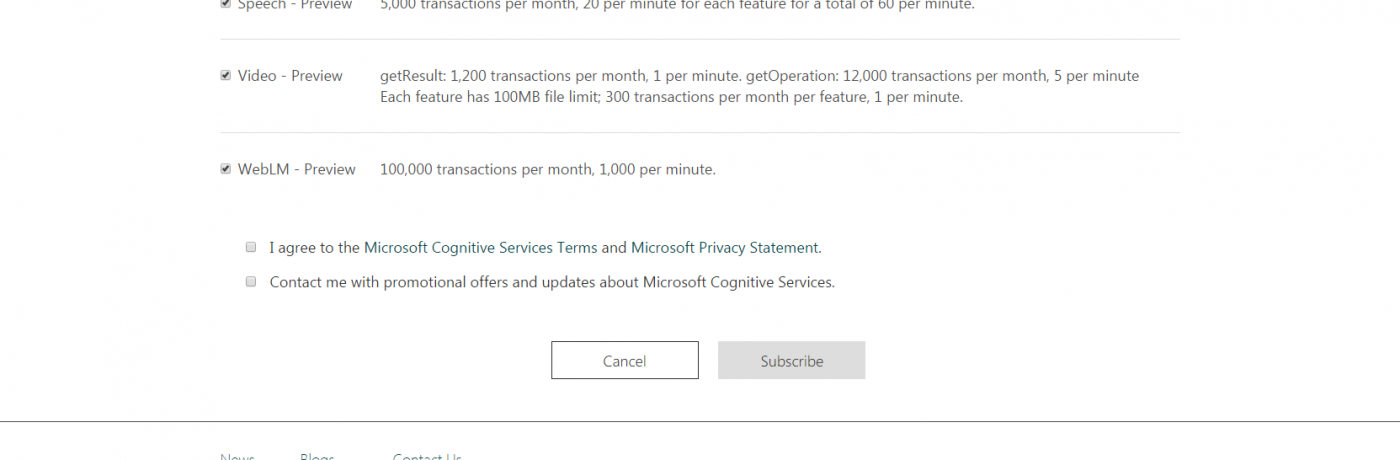 Speech - Preview 5,000 transactions per month, 20 per minute for each feature for a total of 60 per minute.
Video - Preview getResult: 1,200 transactions per month, 1 per minute. getOperation: 12,000 transactions per month, 5 per minute
Each feature has 100MB file limit; 300 transactions per month per feature, 1 per minute.
WebLM - Preview 100,000 transactions per month, 1,000 per minute.
I agree to the Microsoft Cognitive Services Terms and Microsoft Privacy Statement.
Contact me with promotional offers and updates about Microsoft Cognitive Services.
Cancel Subscribe
News Blogs Contact Us